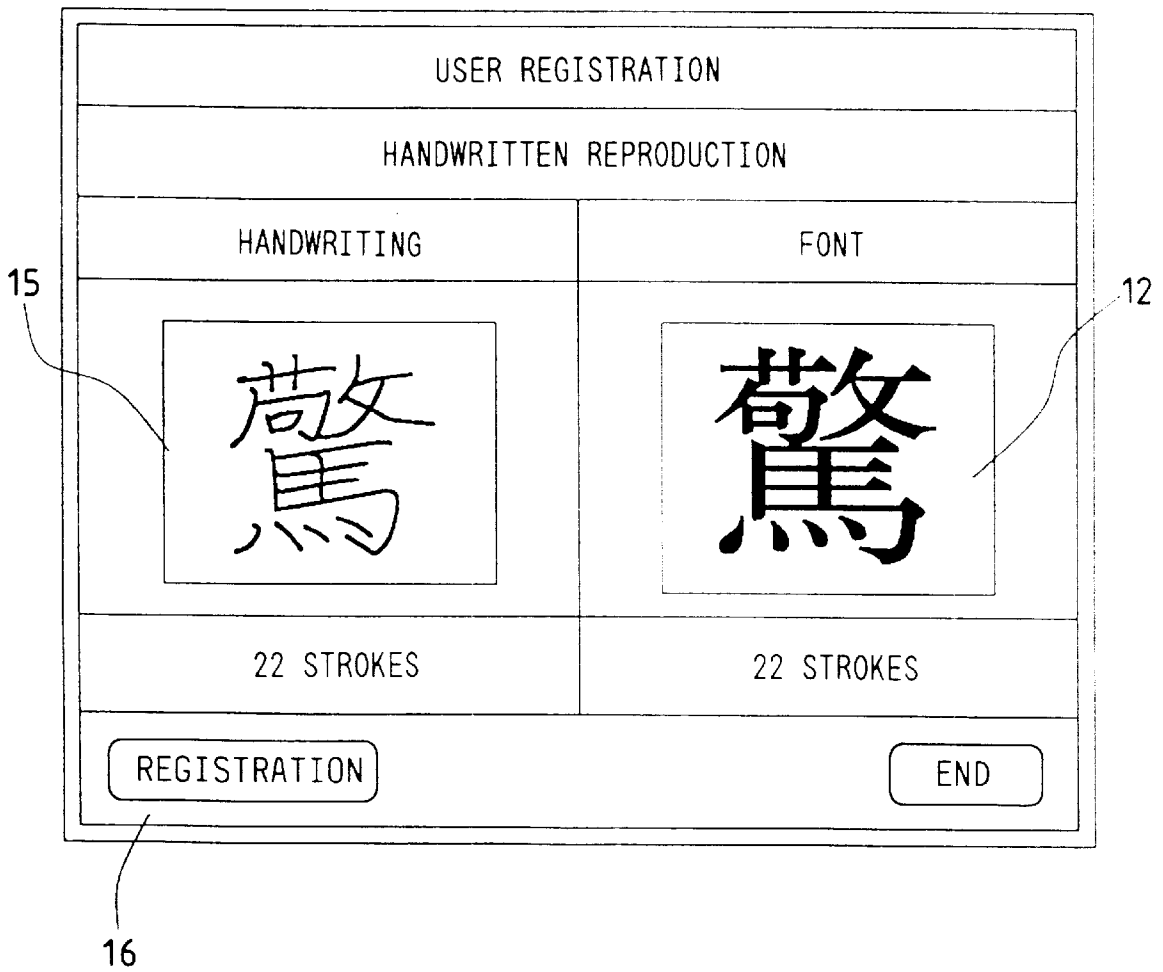 USER REGISTRATION
HANDWRITTEN REPRODUCTION
HANDWRITING FONT
15 12
驚 驚
22 STROKES 22 STROKES
REGISTRATION END
16